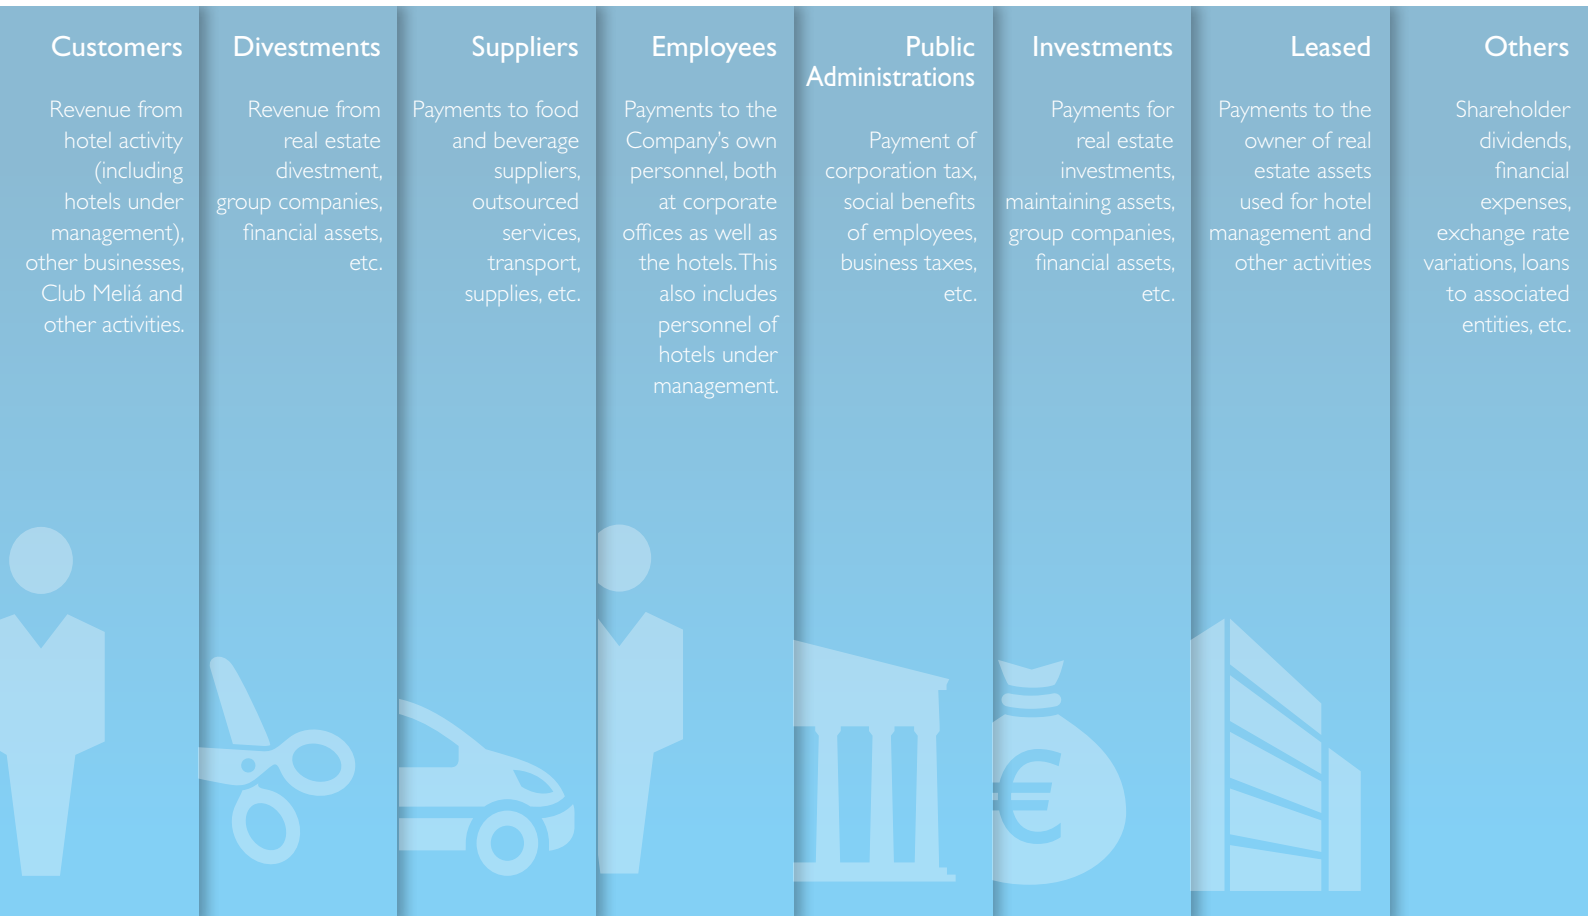 Customers
Revenue from
hotel activity
(including
hotels under
management),
other businesses,
Club Meliá and
other activities.
Divestments
Revenue from
real estate
divestment,
group companies,
financial assets,
etc.
Suppliers
Payments to food
and beverage
suppliers,
outsourced
services,
transport,
supplies, etc.
Employees
Payments to the
Company's own
personnel, both
at corporate
offices as well as
the hotels. This
also includes
personnel of
hotels under
management.
Public
Administrations
Payment of
corporation tax,
social benefits
of employees,
business taxes,
etc.
Investments
Payments for
real estate
investments,
maintaining assets,
group companies,
financial assets,
etc.
Leased
Payments to the
owner of real
estate assets
used for hotel
management and
other activities
Others
Shareholder
dividends,
financial
expenses,
exchange rate
variations, loans
to associated
entities, etc.
€